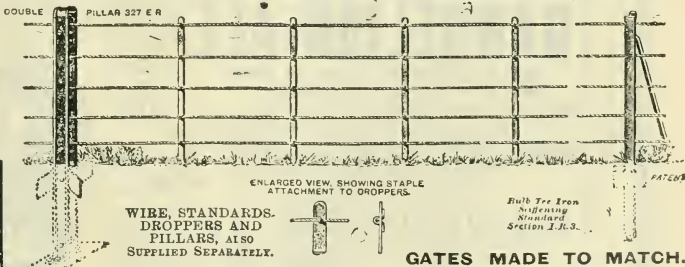 DOUBLE PILLAR 327 E R
PATENT
ENLARGED VIEW, SHOWING STAPLE
ATTACHMENT TO DROPPERS.
WIRE, STANDARDS.
DROPPERS AND
PILLARS, ALSO
SUPPLIED SEPARATELY.
Bulb Tee Iron
Stiffening
Standard
Section I.R.3.
GATES MADE TO MATCH.